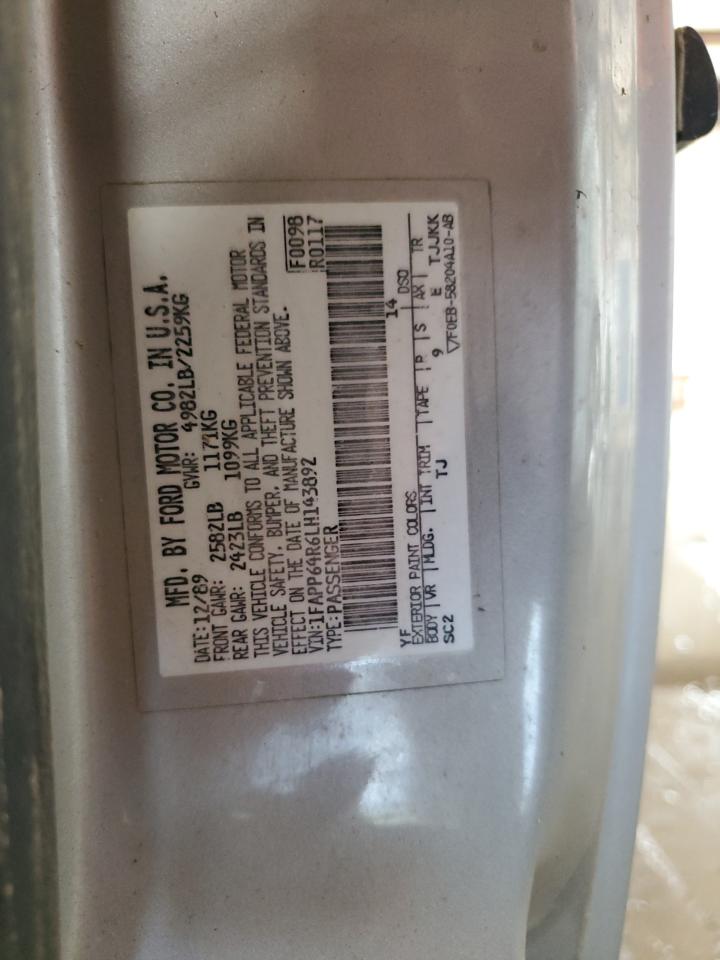 MFD. BY FORD MOTOR CO. IN U.S.A.
DATE:12/89 GVWR: 4982LB/2259KG
FRONT GAWR: 2582LB 1171KG
REAR GAWR: 2423LB 1099KG
THIS VEHICLE CONFORMS TO ALL APPLICABLE FEDERAL MOTOR
VEHICLE SAFETY, BUMPER, AND THEFT PREVENTION STANDARDS IN
EFFECT ON THE DATE OF MANUFACTURE SHOWN ABOVE.
VIN:1FAPP64R6LH143892 F0098
TYPE:PASSENGER R0117
YF 14 DSO
EXTERIOR PAINT COLORS
BODY VR MLDG. INT TRIM TAPE P S AX TR
SC2 TJ 9 E TJJKK
▽F0EB-58204A10-AB